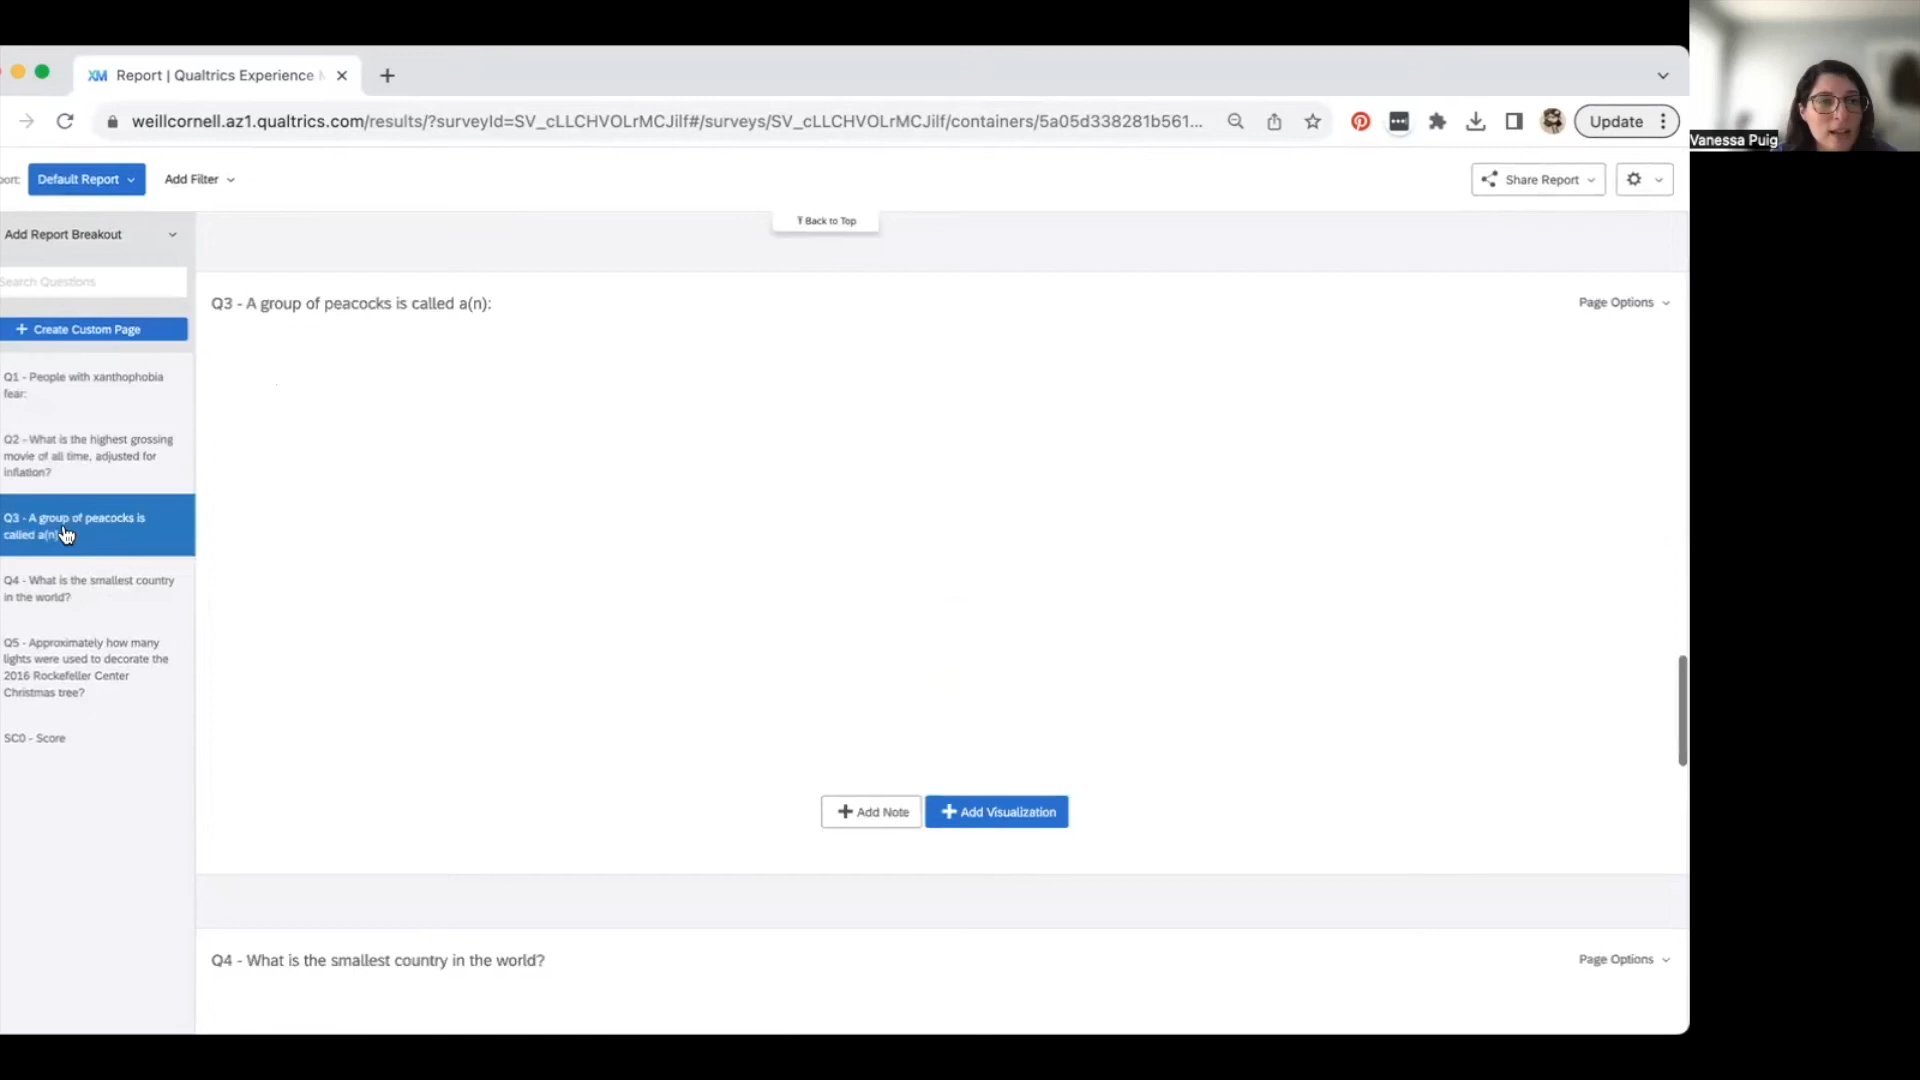 XM Report | Qualtrics Experience
weillcornell.az1.qualtrics.com/results/?surveyId=SV_cLLCHVOLrMCJilf#/surveys/SV_cLLCHVOLrMCJilf/containers/5a05d338281b561...
Update
Vanessa Puig
Default Report
Add Filter
Share Report
Add Report Breakout
Back to Top
Search Questions
Q3 - A group of peacocks is called a(n):
Page Options
Create Custom Page
Q1 - People with xanthophobia
fear:
Q2 - What is the highest grossing
movie of all time, adjusted for
inflation?
Q3 - A group of peacocks is
called a(n)
Q4 - What is the smallest country
in the world?
Q5 - Approximately how many
lights were used to decorate the
2016 Rockefeller Center
Christmas tree?
SC0 - Score
Add Note
Add Visualization
Q4 - What is the smallest country in the world?
Page Options